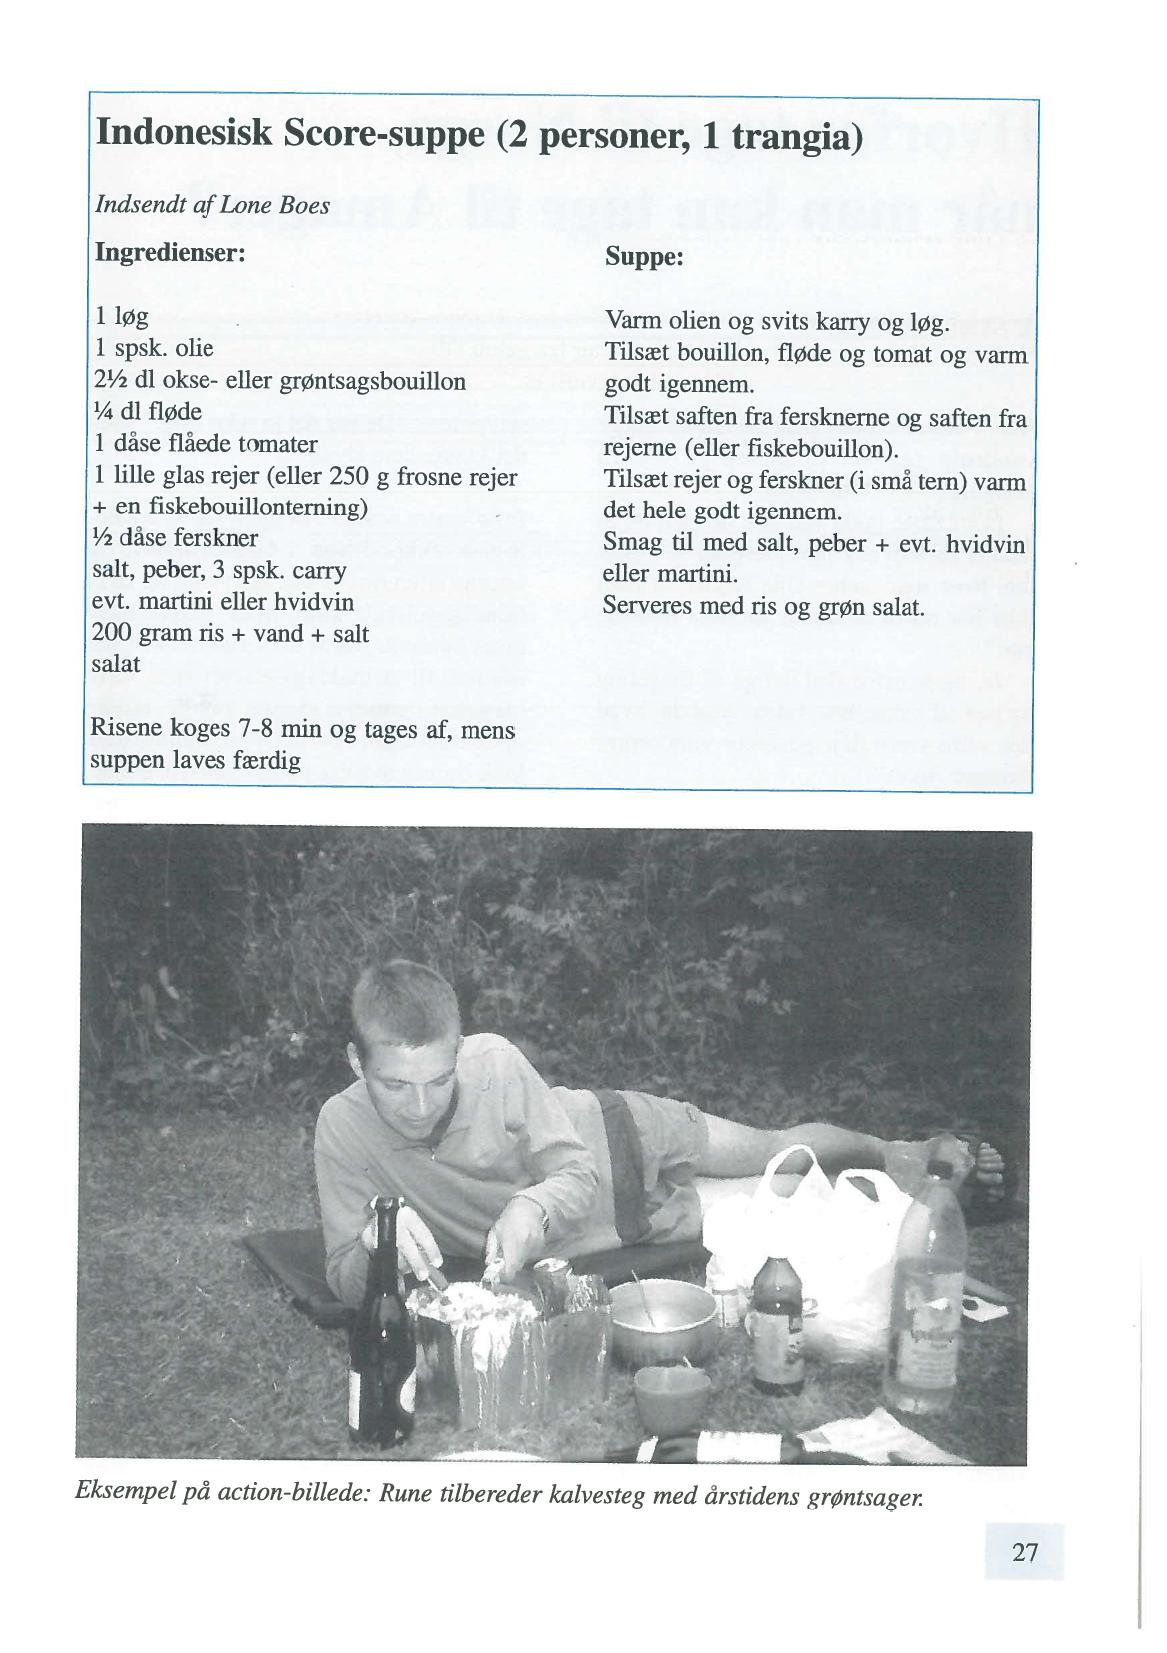 Indonesisk Score-suppe (2 personer, 1 trangia)
Indsendt af Lone Boes
Ingredienser:
1 løg
1 spsk. olie
2½ dl okse- eller grøntsagsbouillon
¼ dl fløde
1 dåse flåede tomater
1 lille glas rejer (eller 250 g frosne rejer
+ en fiskebouillonterning)
½ dåse ferskner
salt, peber, 3 spsk. carry
evt. martini eller hvidvin
200 gram ris + vand + salt
salat
Risene koges 7-8 min og tages af, mens
suppen laves færdig
Suppe:
Varm olien og svits karry og løg.
Tilsæt bouillon, fløde og tomat og varm
godt igennem.
Tilsæt saften fra fersknerne og saften fra
rejerne (eller fiskebouillon).
Tilsæt rejer og ferskner (i små tern) varm
det hele godt igennem.
Smag til med salt, peber + evt. hvidvin
eller martini.
Serveres med ris og grøn salat.
Eksempel på action-billede: Rune tilbereder kalvesteg med årstidens grøntsager.
27